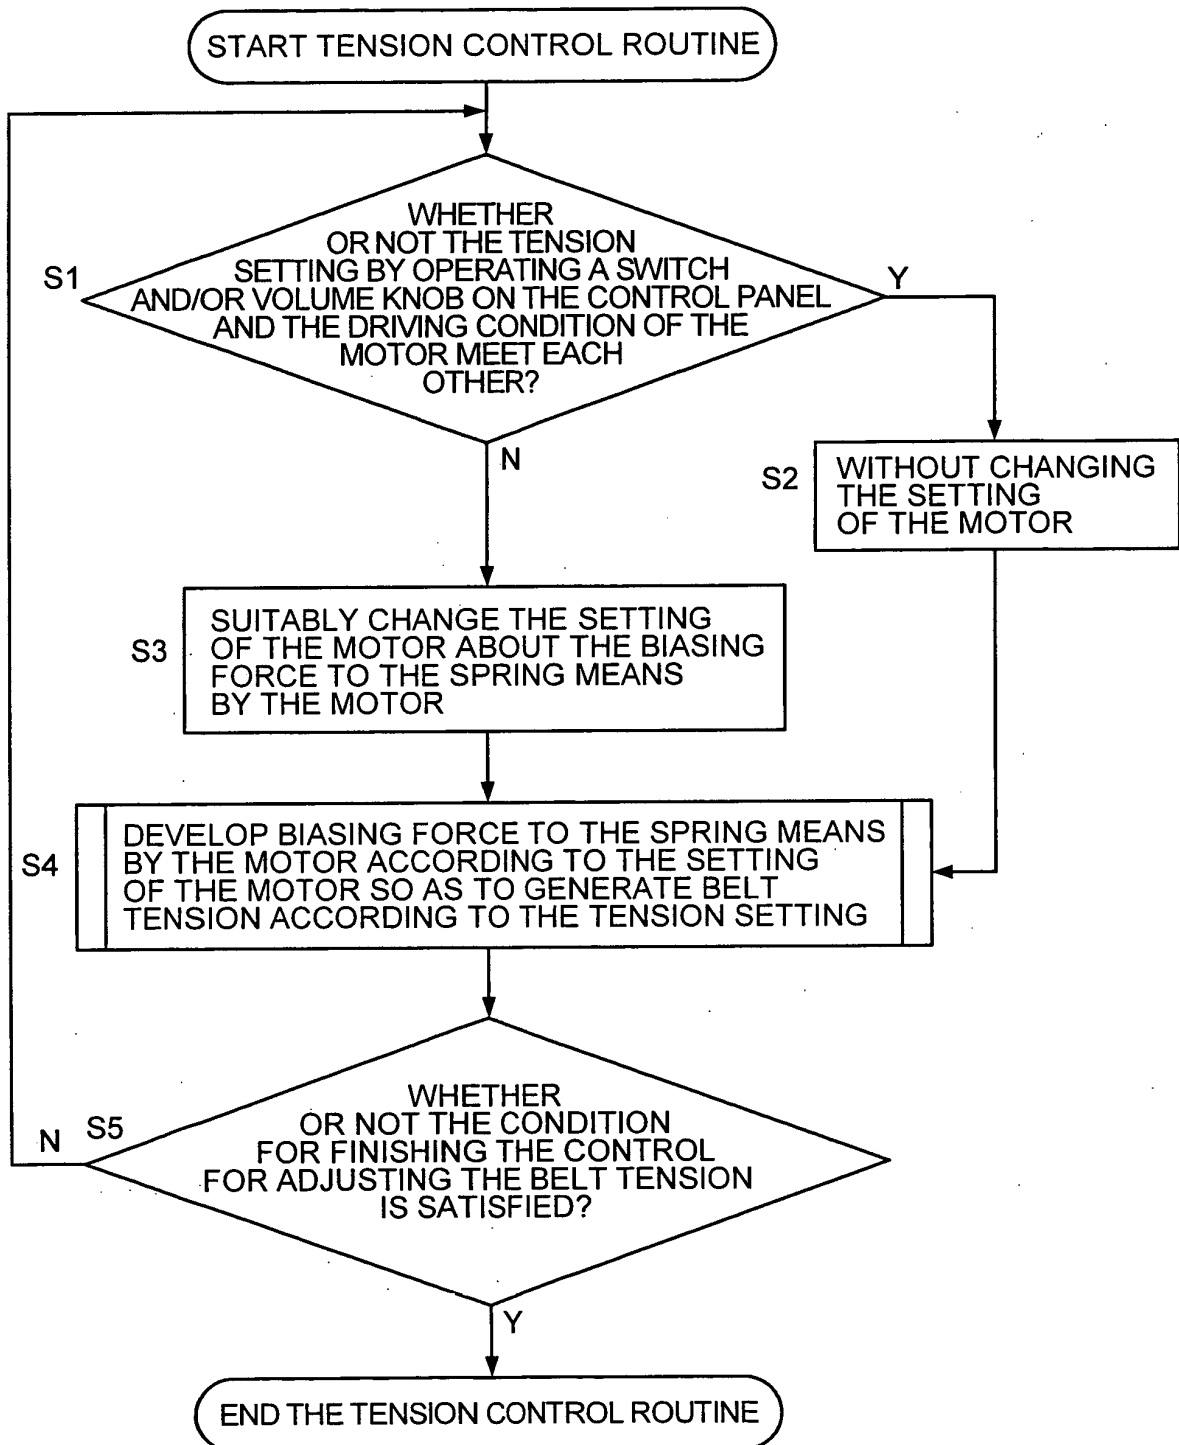 START TENSION CONTROL ROUTINE
WHETHER
OR NOT THE TENSION
SETTING BY OPERATING A SWITCH
AND/OR VOLUME KNOB ON THE CONTROL PANEL
AND THE DRIVING CONDITION OF THE
MOTOR MEET EACH
OTHER?
S1
Y
N
S2
WITHOUT CHANGING
THE SETTING
OF THE MOTOR
S3
SUITABLY CHANGE THE SETTING
OF THE MOTOR ABOUT THE BIASING
FORCE TO THE SPRING MEANS
BY THE MOTOR
S4
DEVELOP BIASING FORCE TO THE SPRING MEANS
BY THE MOTOR ACCORDING TO THE SETTING
OF THE MOTOR SO AS TO GENERATE BELT
TENSION ACCORDING TO THE TENSION SETTING
WHETHER
OR NOT THE CONDITION
FOR FINISHING THE CONTROL
FOR ADJUSTING THE BELT TENSION
IS SATISFIED?
N
S5
Y
END THE TENSION CONTROL ROUTINE